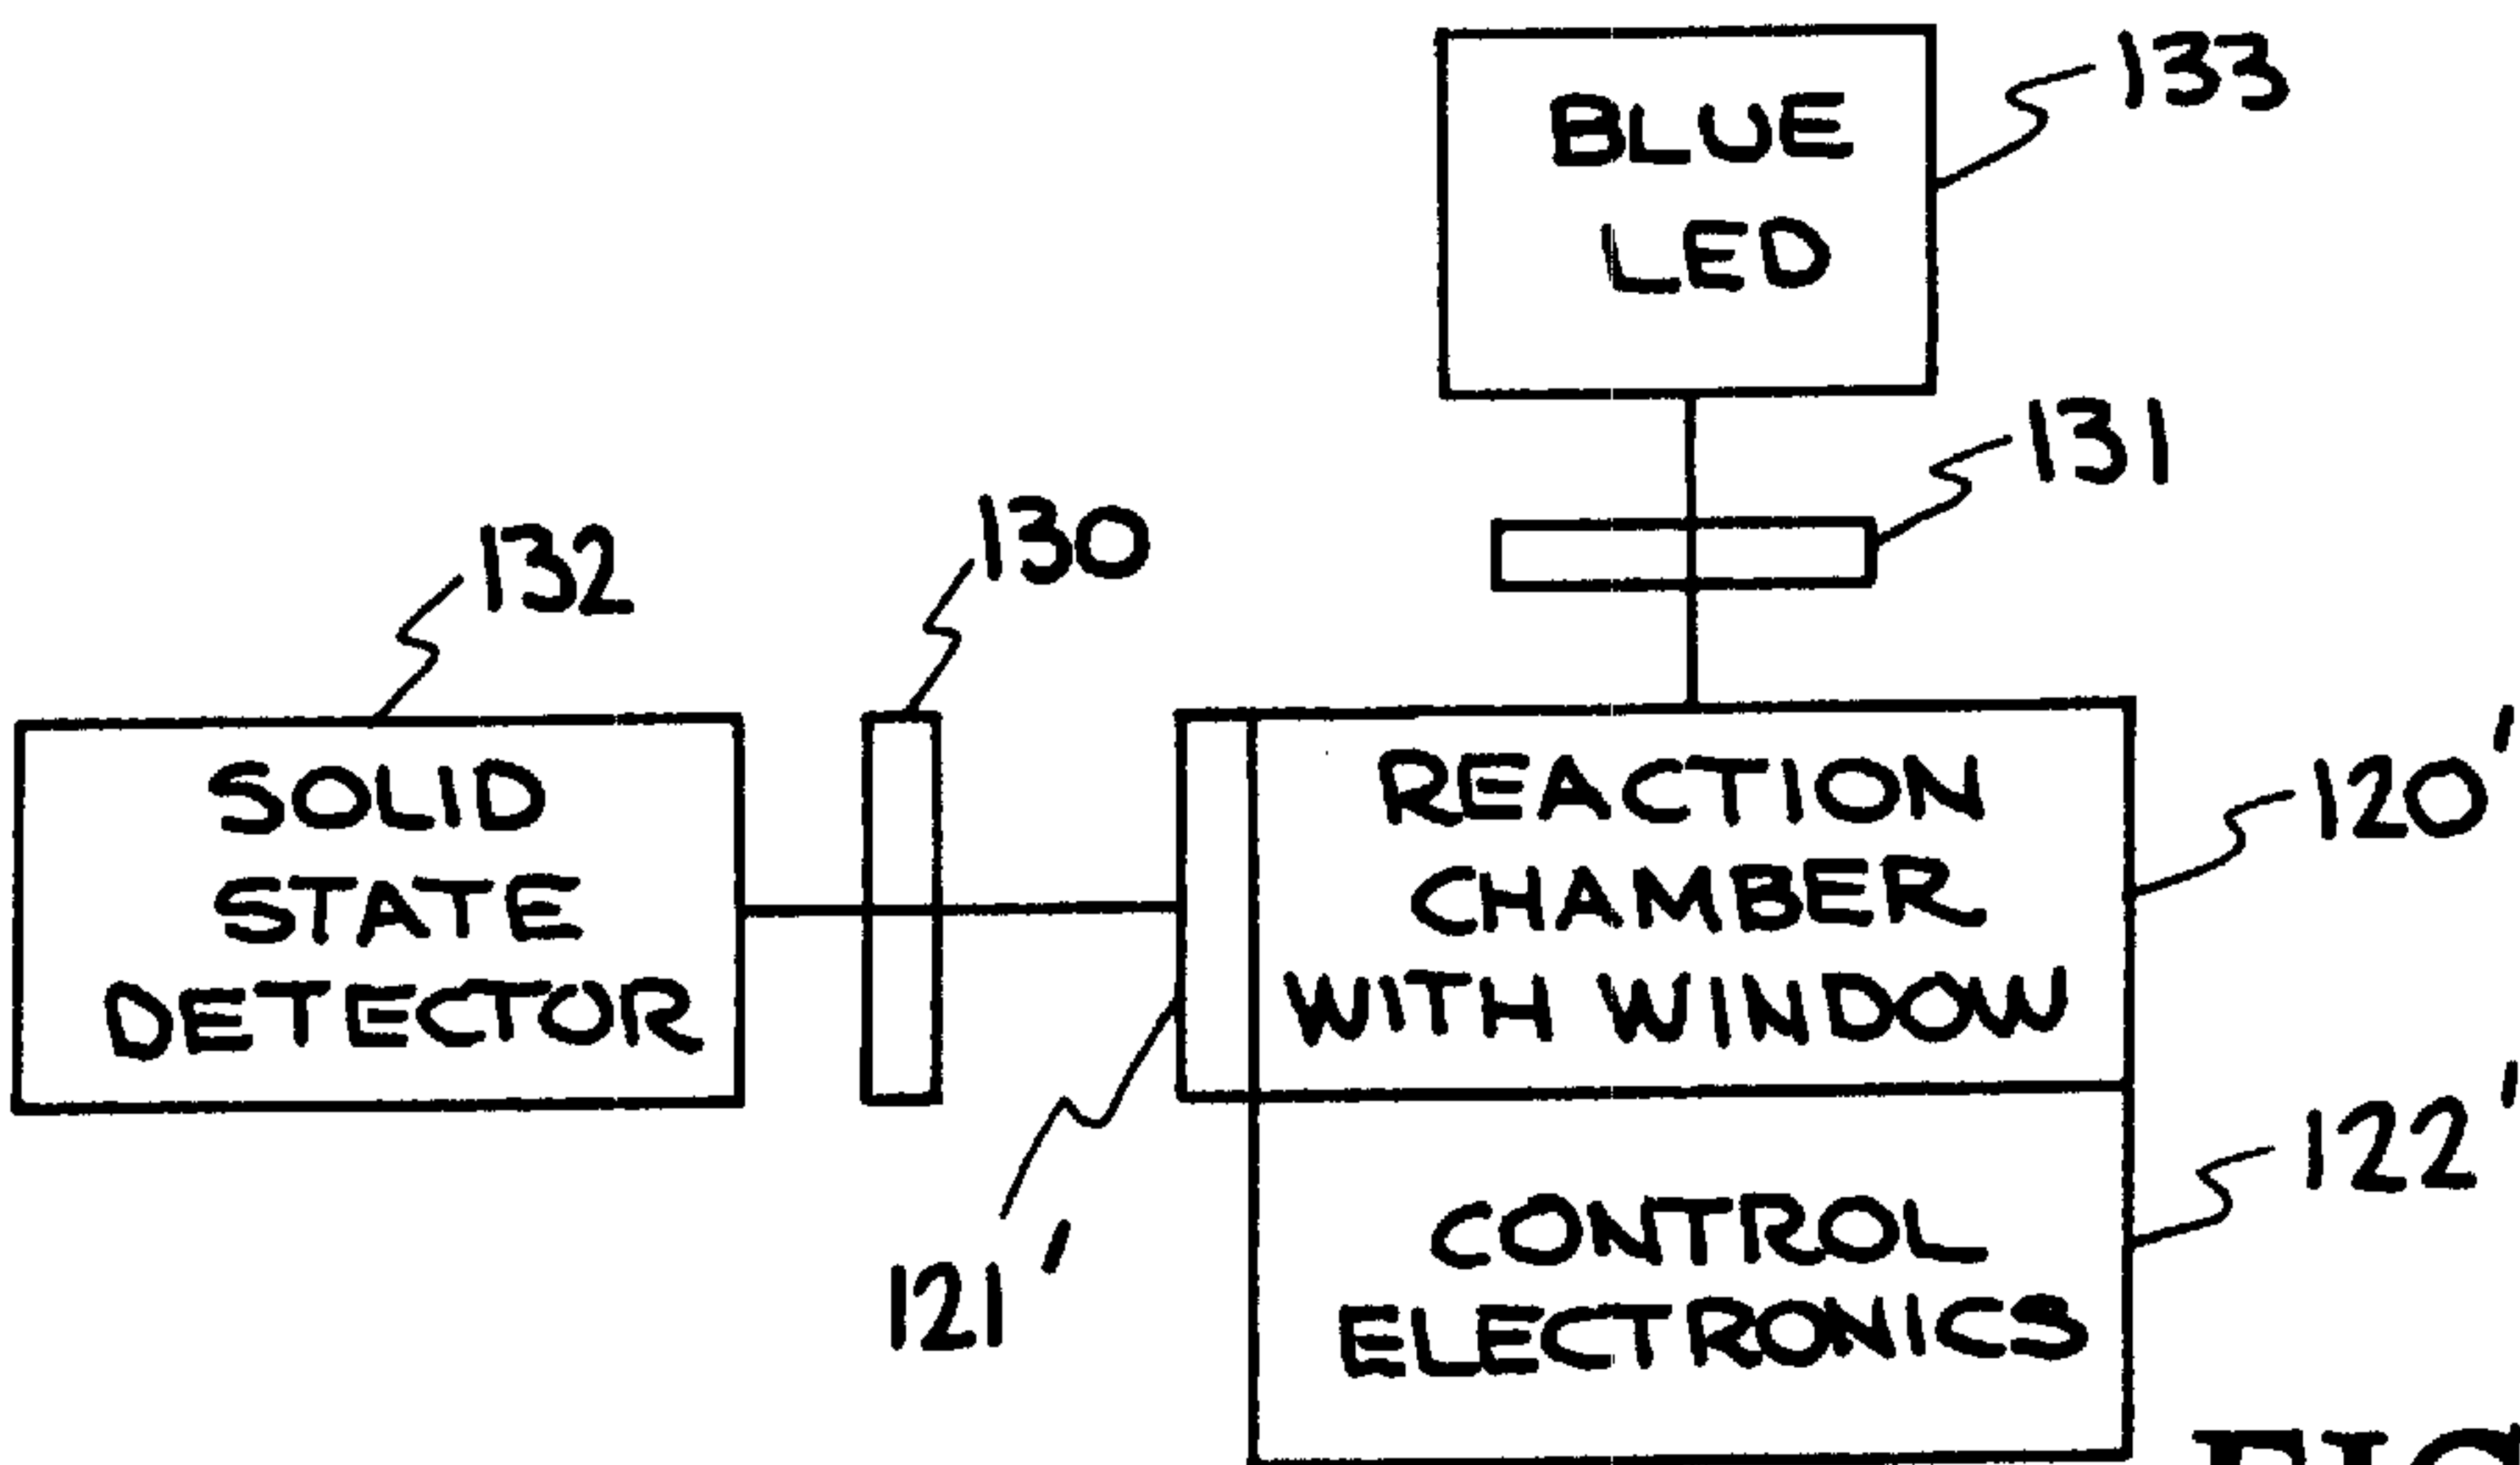 BLUE
LED
133
131
130
132
SOLID
STATE
DETECTOR
REACTION
CHAMBER
WITH WINDOW
120'
121'
CONTROL
ELECTRONICS
122'